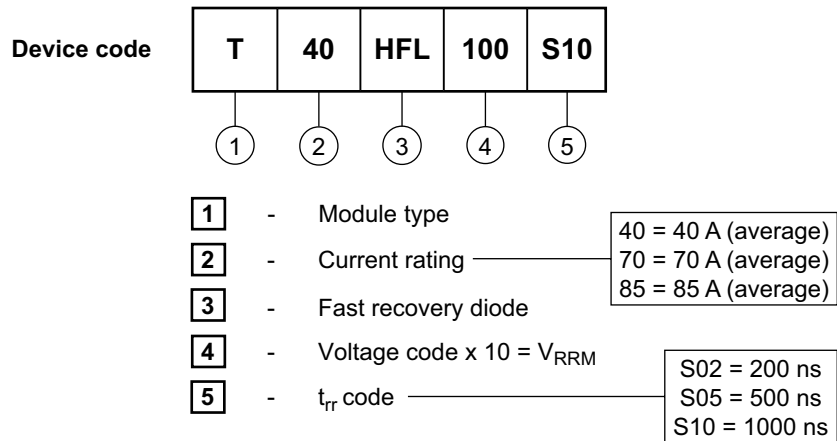 Device code T 40 HFL 100 S10
1 2 3 4 5
1 - Module type
2 - Current rating
40 = 40 A (average)
70 = 70 A (average)
85 = 85 A (average)
3 - Fast recovery diode
4 - Voltage code x 10 = VRRM
5 - trr code
S02 = 200 ns
S05 = 500 ns
S10 = 1000 ns